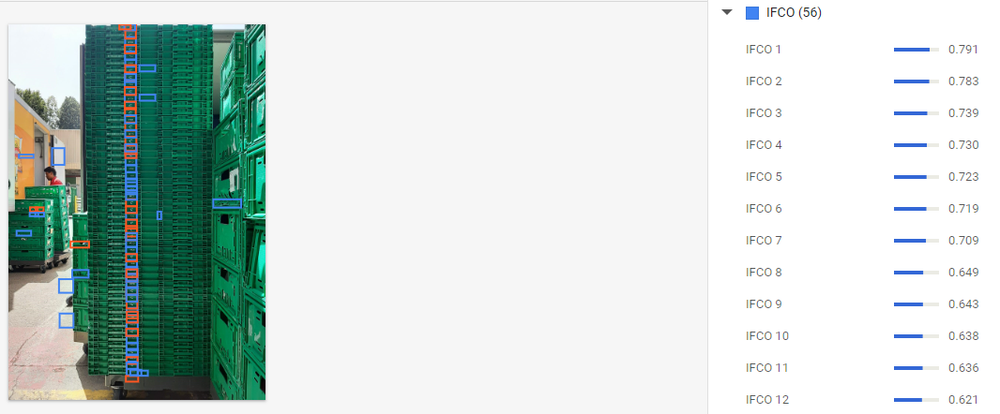 IFCO (56)
IFCO 1 0.791
IFCO 2 0.783
IFCO 3 0.739
IFCO 4 0.730
IFCO 5 0.723
IFCO 6 0.719
IFCO 7 0.709
IFCO 8 0.649
IFCO 9 0.643
IFCO 10 0.638
IFCO 11 0.636
IFCO 12 0.621